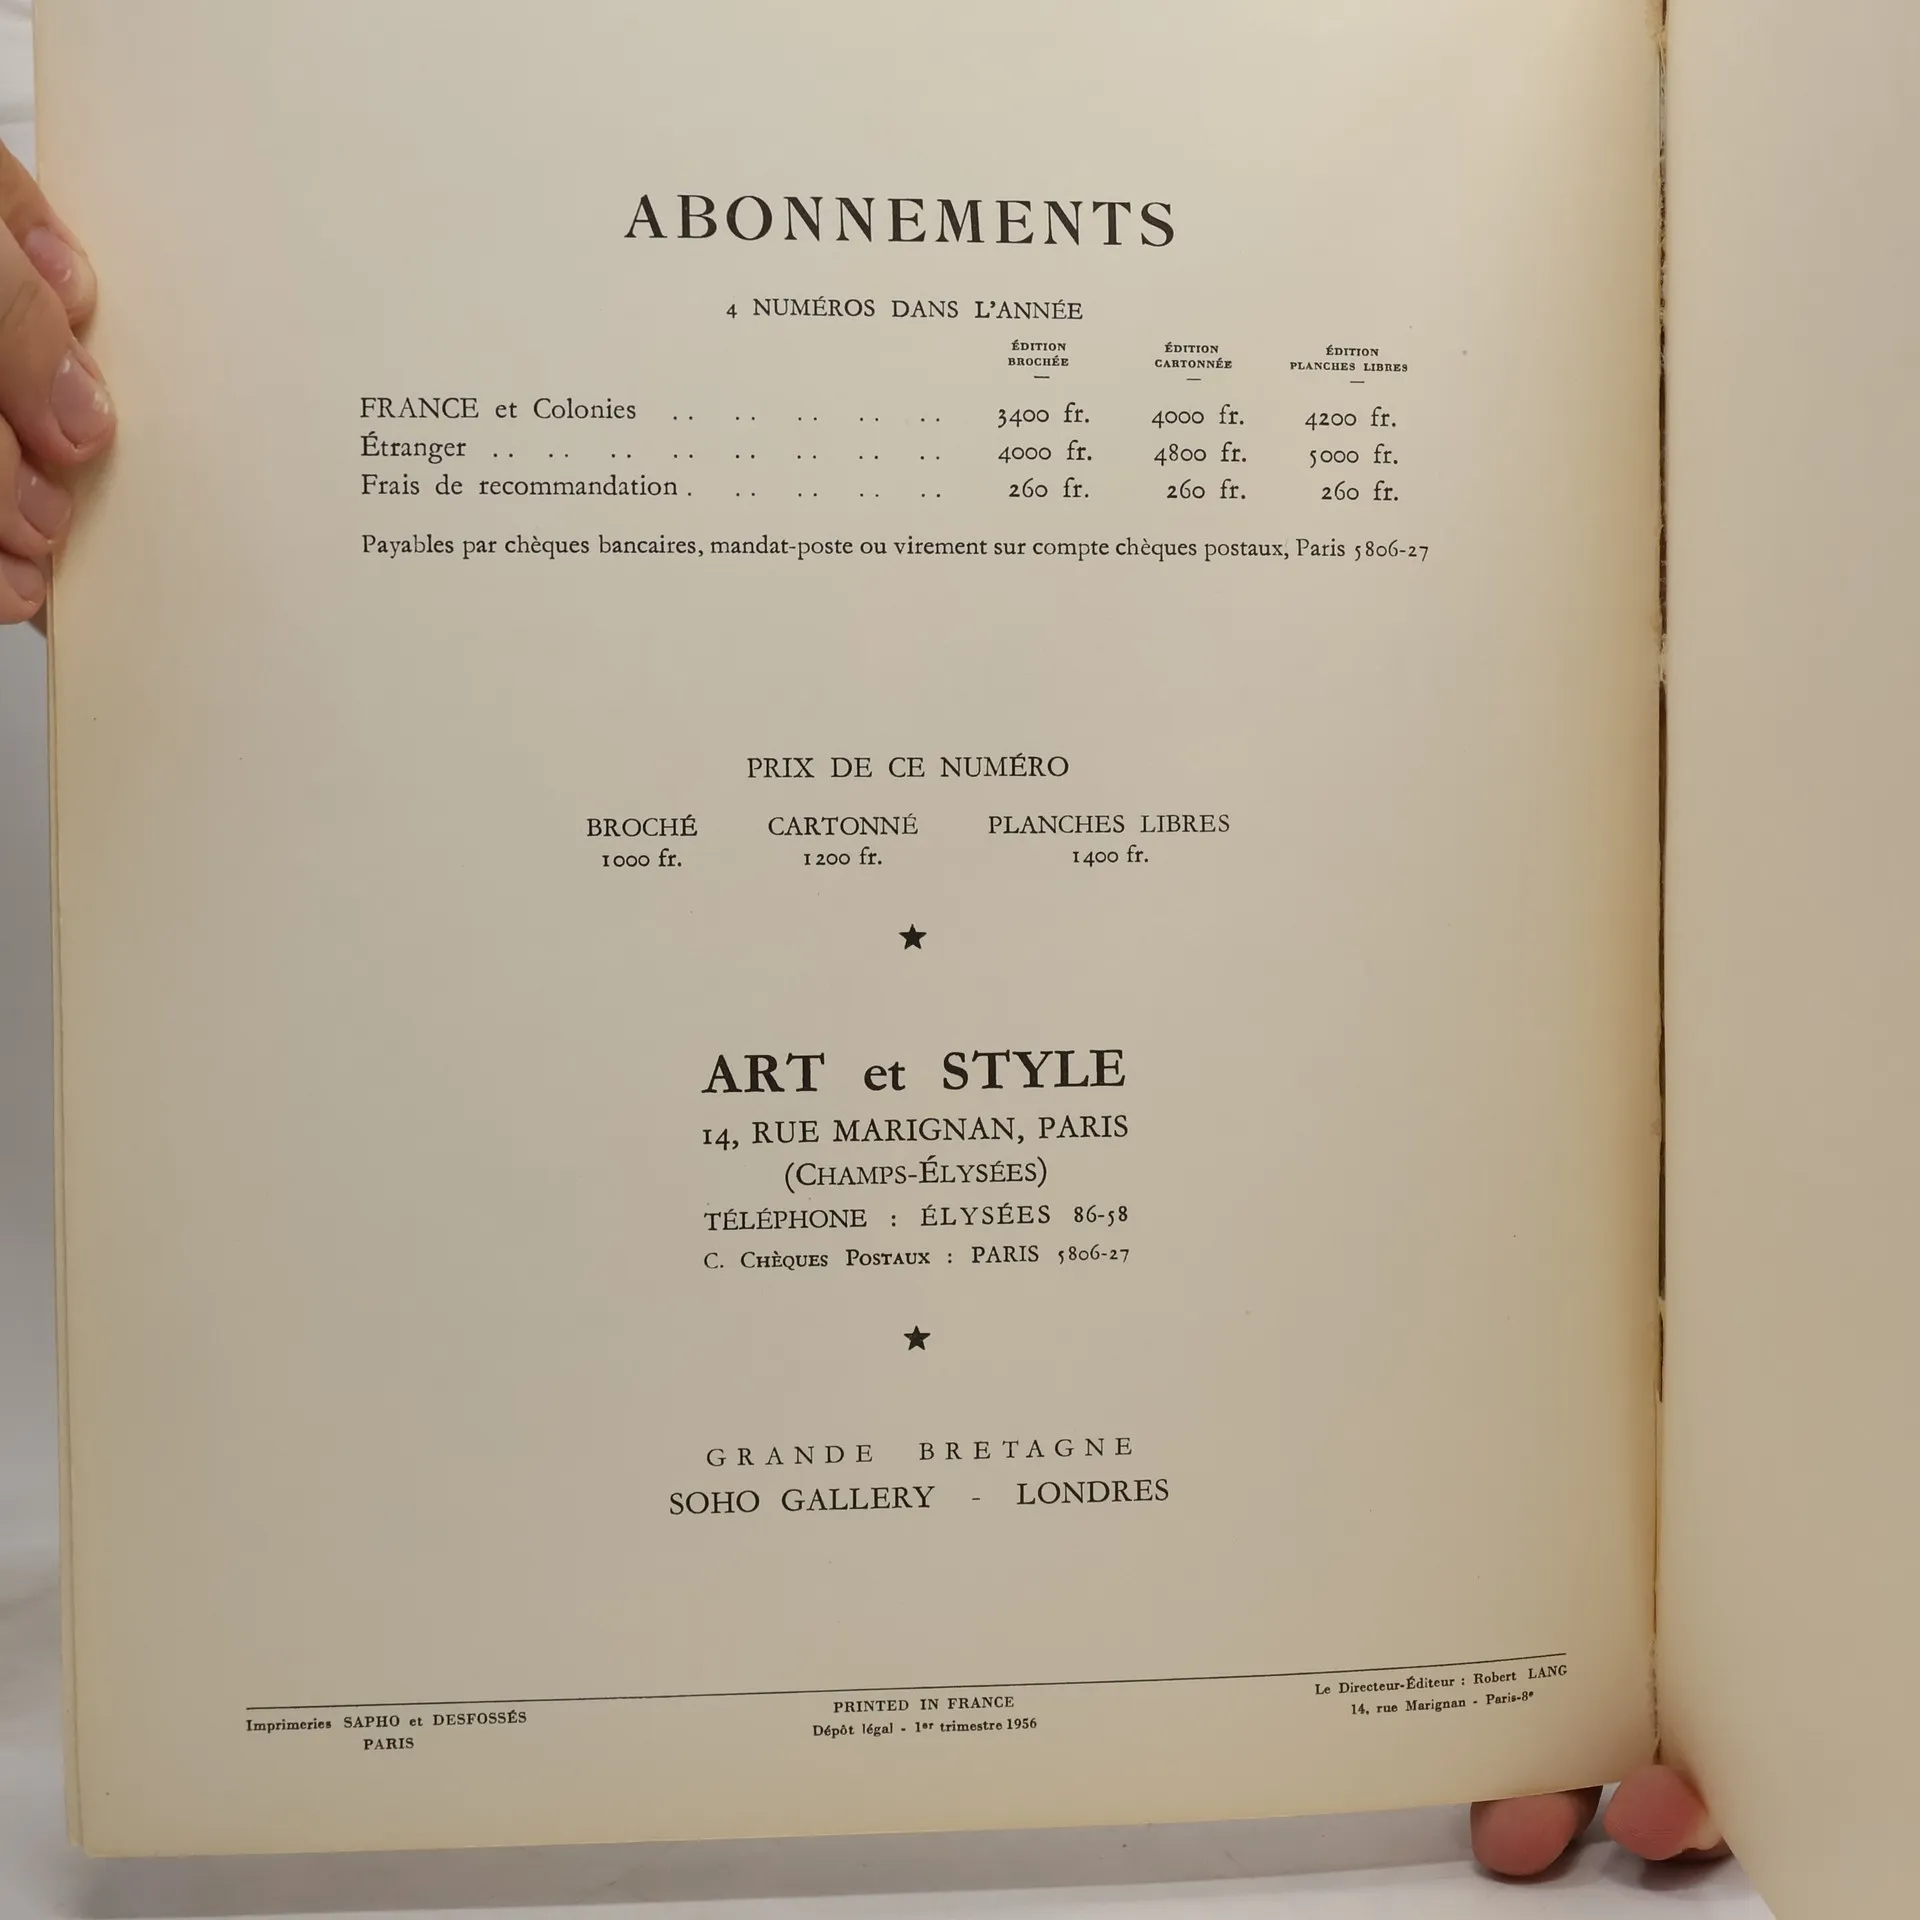 ABONNEMENTS
4 NUMÉROS DANS L'ANNÉE
ÉDITION BROCHÉE ÉDITION CARTONNÉE ÉDITION PLANCHES LIBRES
FRANCE et Colonies .. .. .. .. .. 3400 fr. 4000 fr. 4200 fr.
Étranger .. .. .. .. .. .. .. .. 4000 fr. 4800 fr. 5000 fr.
Frais de recommandation . .. .. .. .. 260 fr. 260 fr. 260 fr.
Payables par chèques bancaires, mandat-poste ou virement sur compte chèques postaux, Paris 5806-27
PRIX DE CE NUMÉRO
BROCHÉ CARTONNÉ PLANCHES LIBRES
1000 fr. 1200 fr. 1400 fr.
★
ART et STYLE
14, RUE MARIGNAN, PARIS
(CHAMPS-ÉLYSÉES)
TÉLÉPHONE : ÉLYSÉES 86-58
C. CHÈQUES POSTAUX : PARIS 5806-27
★
GRANDE BRETAGNE
SOHO GALLERY - LONDRES
Imprimeries SAPHO et DESFOSSÉS
PARIS
PRINTED IN FRANCE
Dépôt légal - 1er trimestre 1956
Le Directeur-Éditeur : Robert LANG
14, rue Marignan - Paris-8e